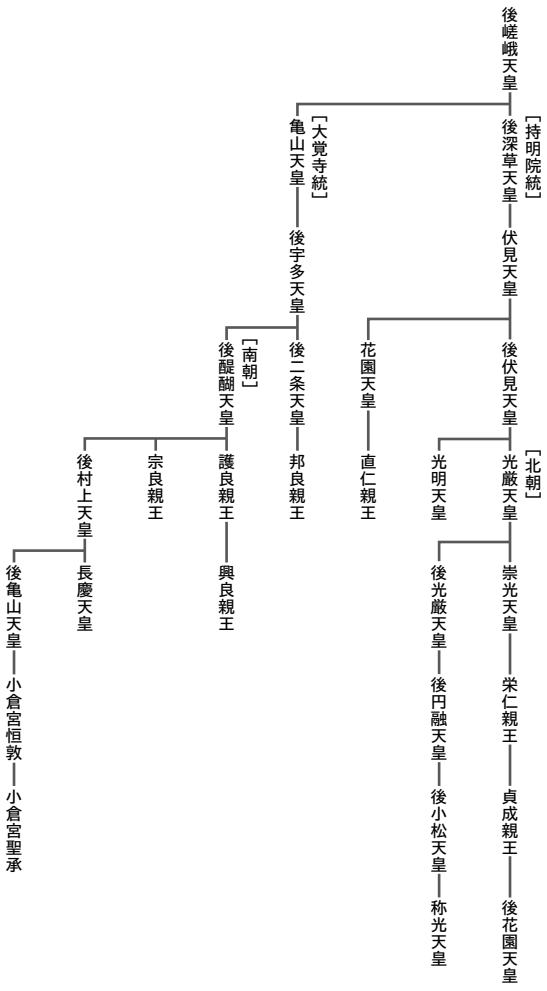 後嵯峨天皇
[持明院統]
後深草天皇
[大覚寺統]
亀山天皇
伏見天皇
後宇多天皇
後伏見天皇
花園天皇
後二条天皇
[南朝]
後醍醐天皇
[北朝]
光厳天皇
光明天皇
直仁親王
邦良親王
護良親王
宗良親王
後村上天皇
崇光天皇
後光厳天皇
興良親王
長慶天皇
後亀山天皇
栄仁親王
後円融天皇
小倉宮恒敦
貞成親王
後小松天皇
小倉宮聖承
後花園天皇
称光天皇